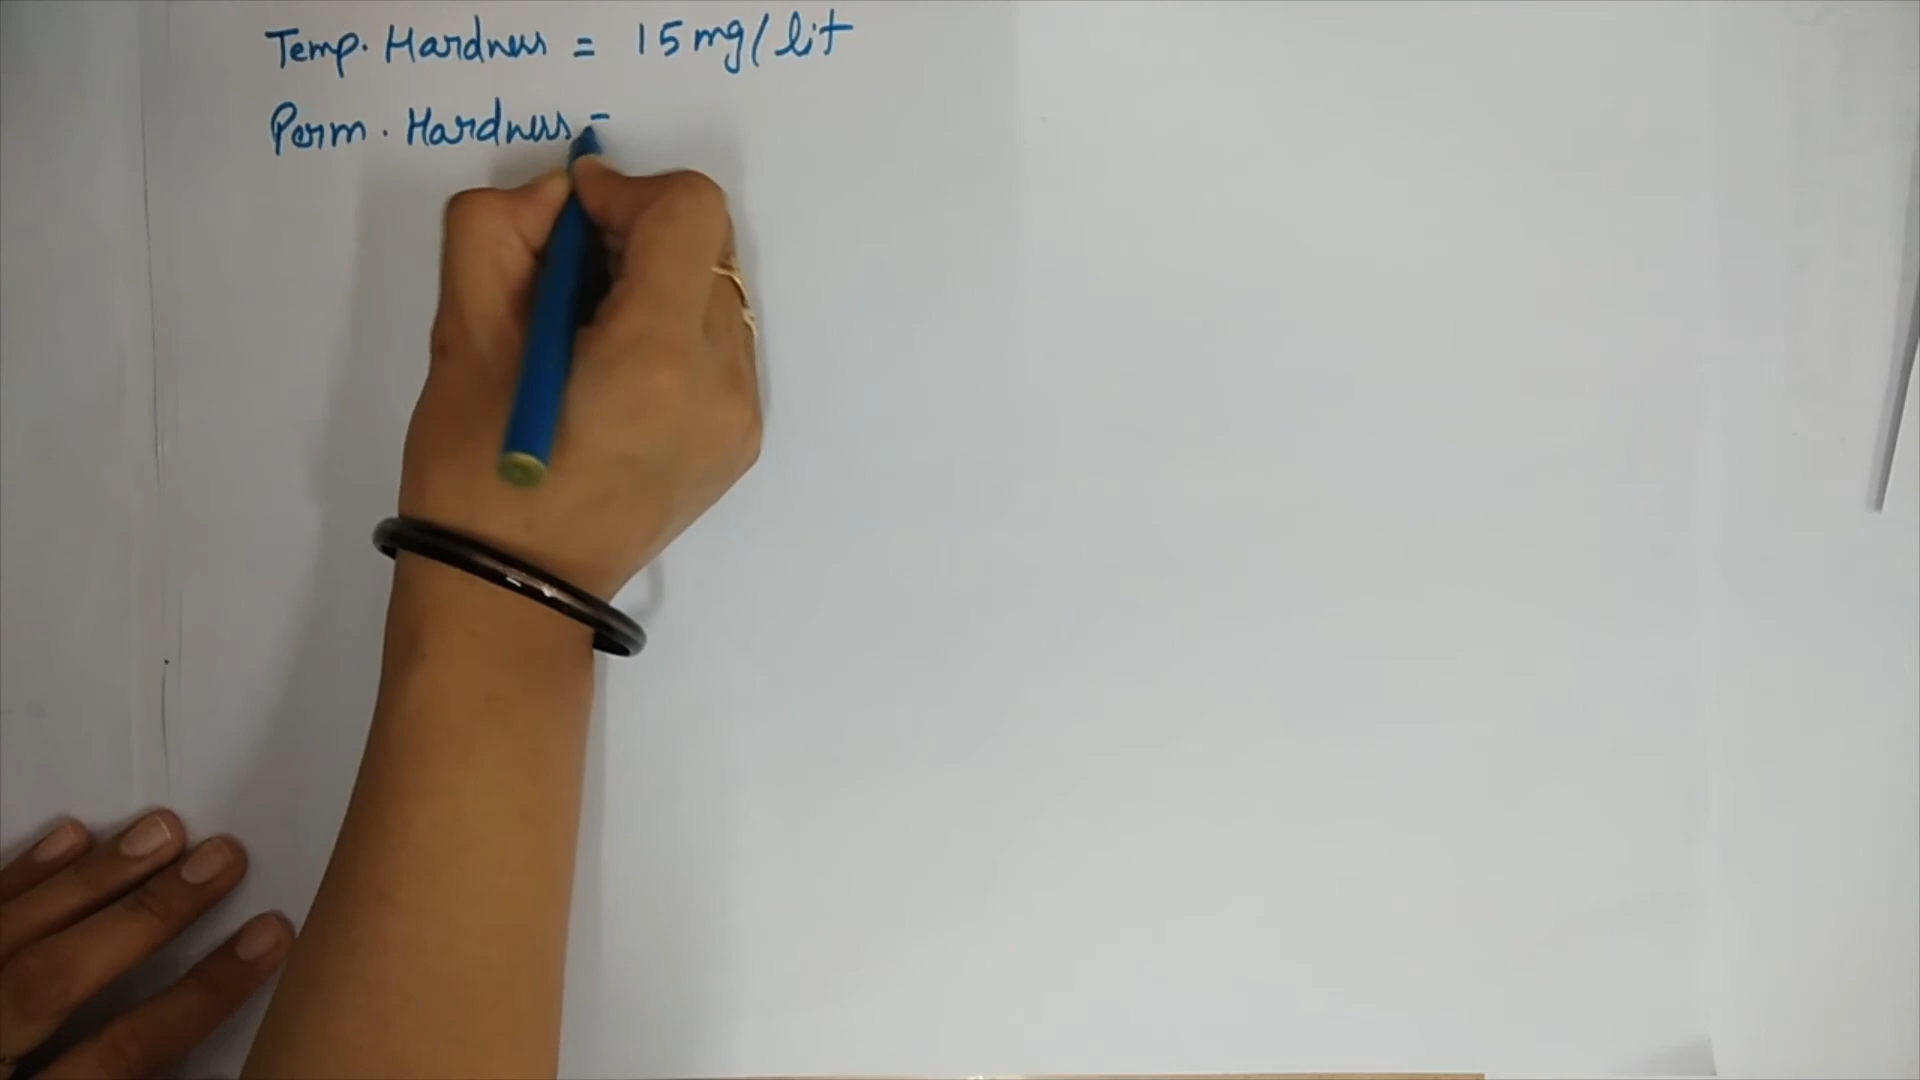 Temp. Hardness = 15 mg/lit
Perm. Hardness =